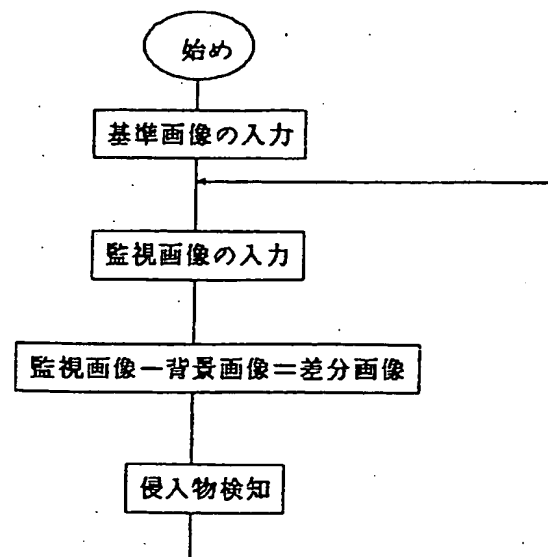 始め
基準画像の入力
監視画像の入力
監視画像－背景画像＝差分画像
侵入物検知